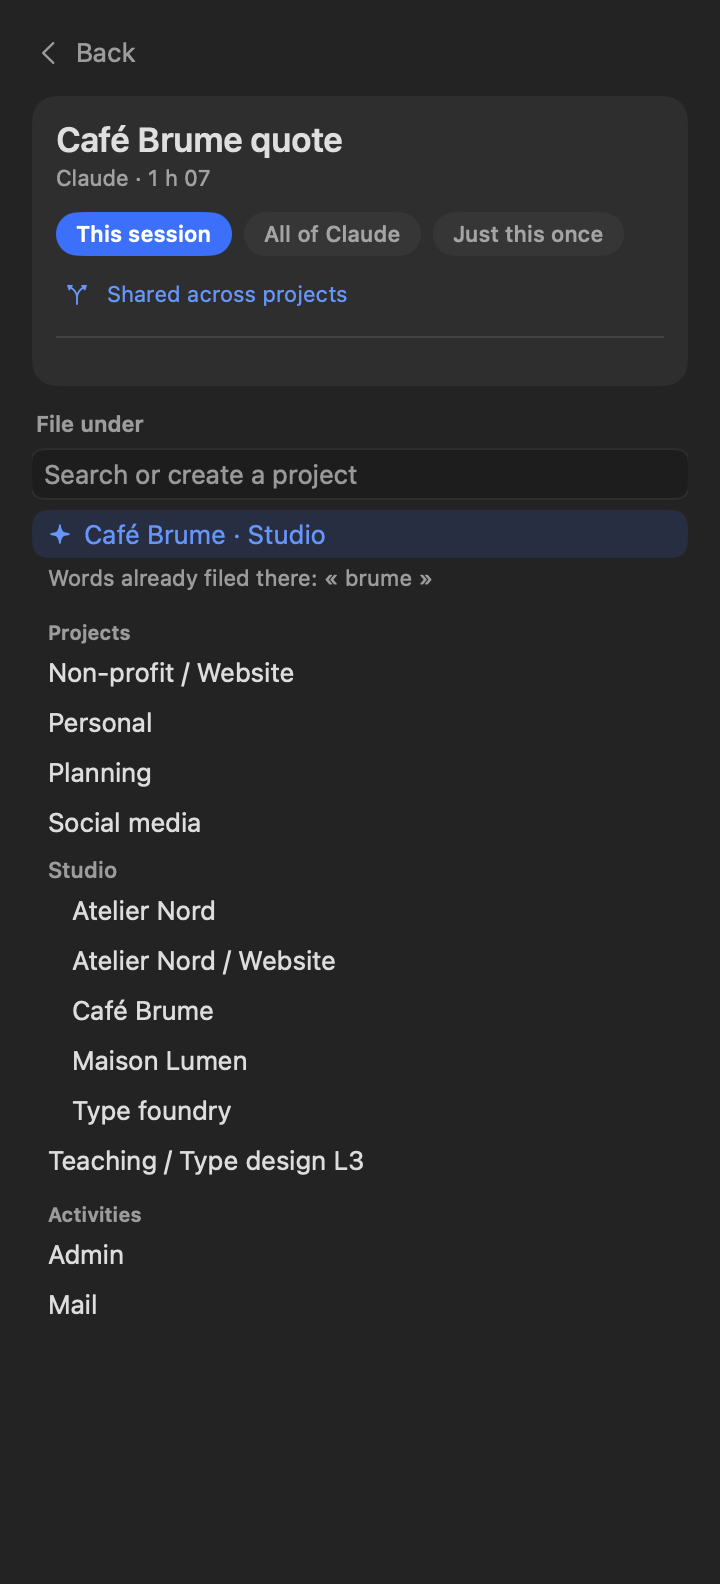 Back
Café Brume quote
Claude · 1 h 07
This session All of Claude Just this once
Shared across projects
File under
Search or create a project
Café Brume · Studio
Words already filed there: « brume »
Projects
Non-profit / Website
Personal
Planning
Social media
Studio
Atelier Nord
Atelier Nord / Website
Café Brume
Maison Lumen
Type foundry
Teaching / Type design L3
Activities
Admin
Mail